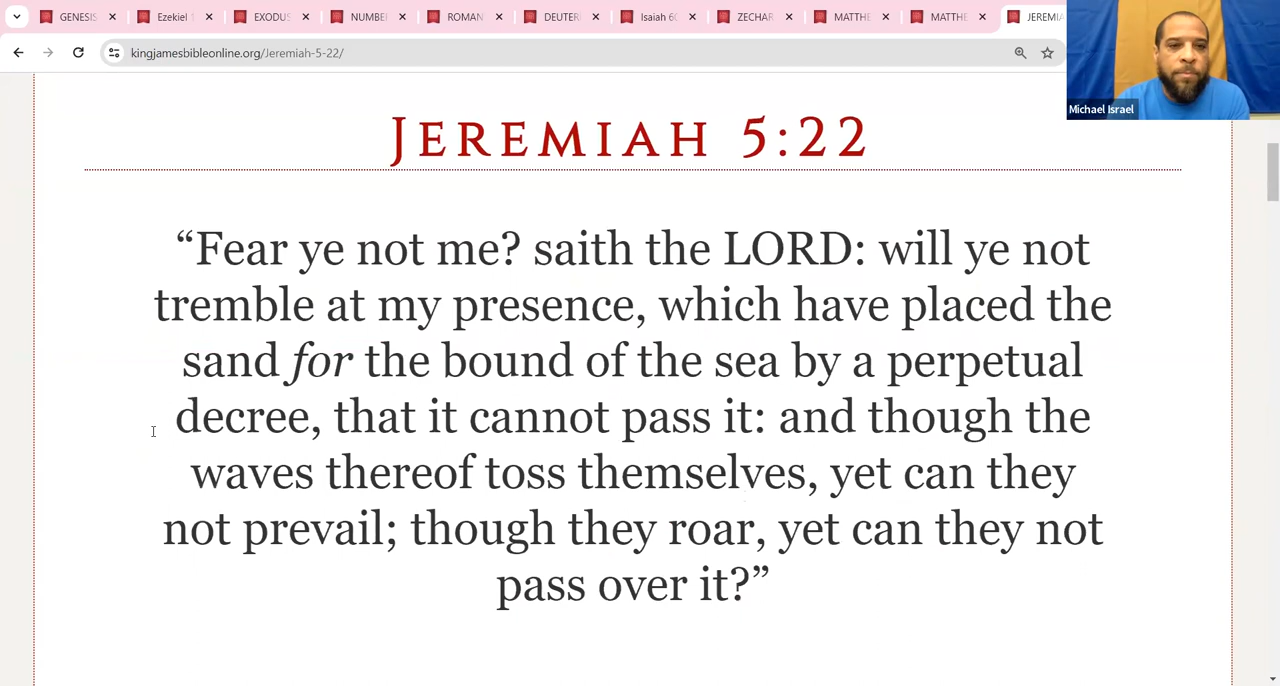 GENESIS
Ezekiel
EXODUS
NUMBE
ROMAN
DEUTER
Isaiah 60
ZECHAR
MATTHE
MATTHE
JEREMIA
kingjamesbibleonline.org/Jeremiah-5-22/
Michael Israel
JEREMIAH 5:22
“Fear ye not me? saith the LORD: will ye not
tremble at my presence, which have placed the
sand for the bound of the sea by a perpetual
decree, that it cannot pass it: and though the
waves thereof toss themselves, yet can they
not prevail; though they roar, yet can they not
pass over it?”